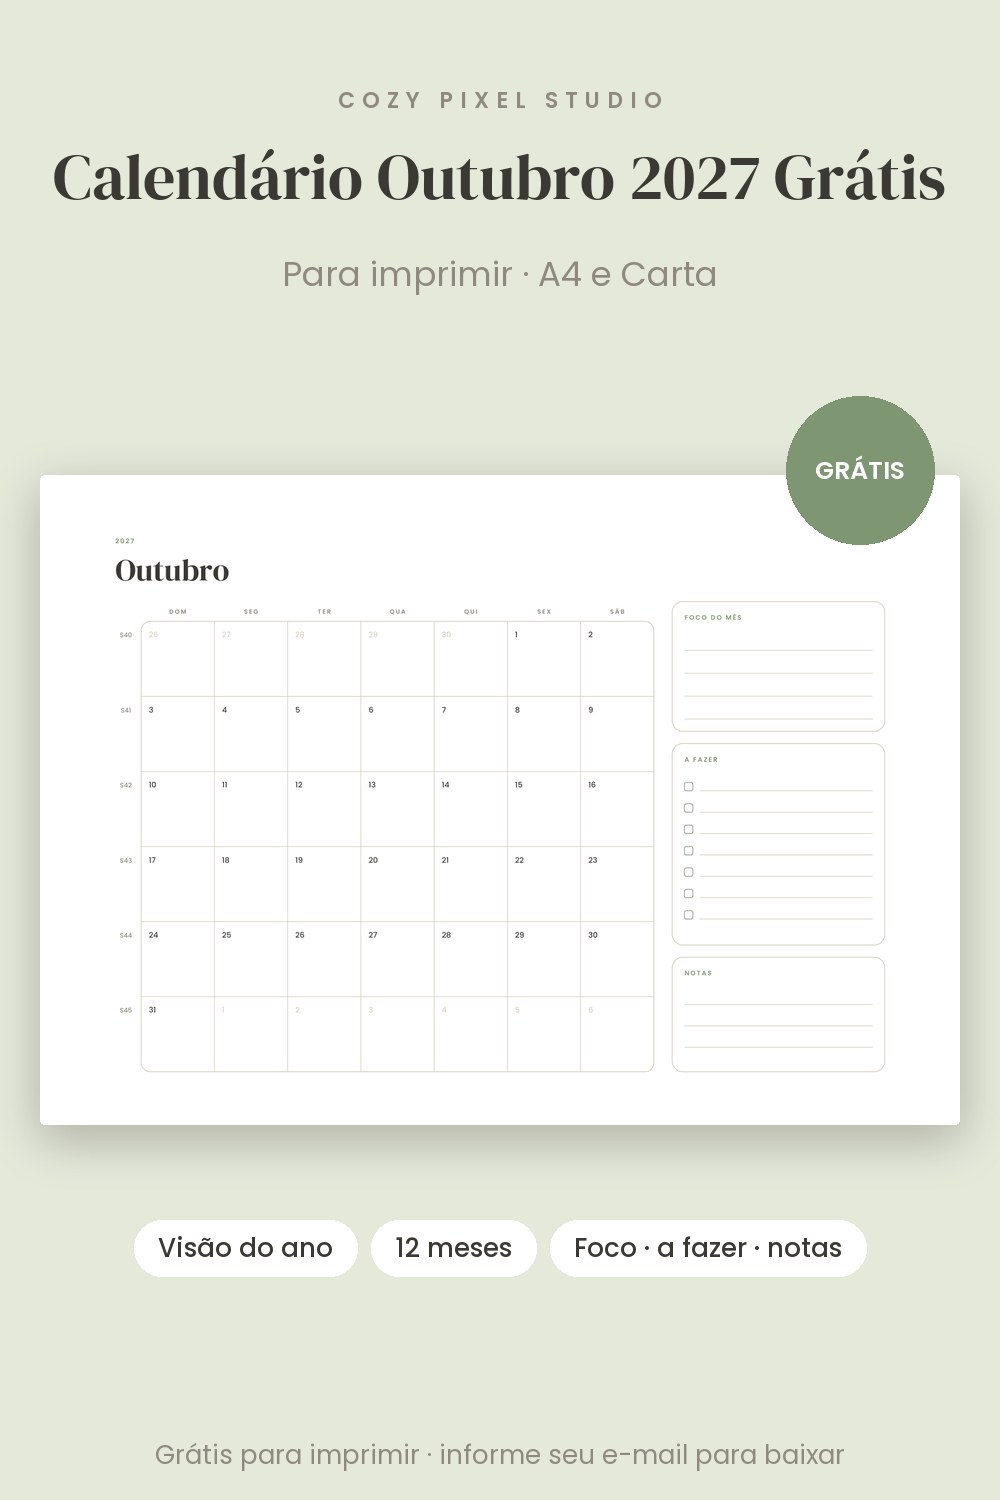 COZY PIXEL STUDIO
Calendário Outubro 2027 Grátis
Para imprimir · A4 e Carta
GRÁTIS
2027
Outubro
DOM SEG TER QUA QUI SEX SÁB
S40 26 27 28 29 30 1 2
S41 3 4 5 6 7 8 9
S42 10 11 12 13 14 15 16
S43 17 18 19 20 21 22 23
S44 24 25 26 27 28 29 30
S45 31 1 2 3 4 5 6
FOCO DO MÊS
A FAZER
NOTAS
Visão do ano
12 meses
Foco · a fazer · notas
Grátis para imprimir · informe seu e-mail para baixar